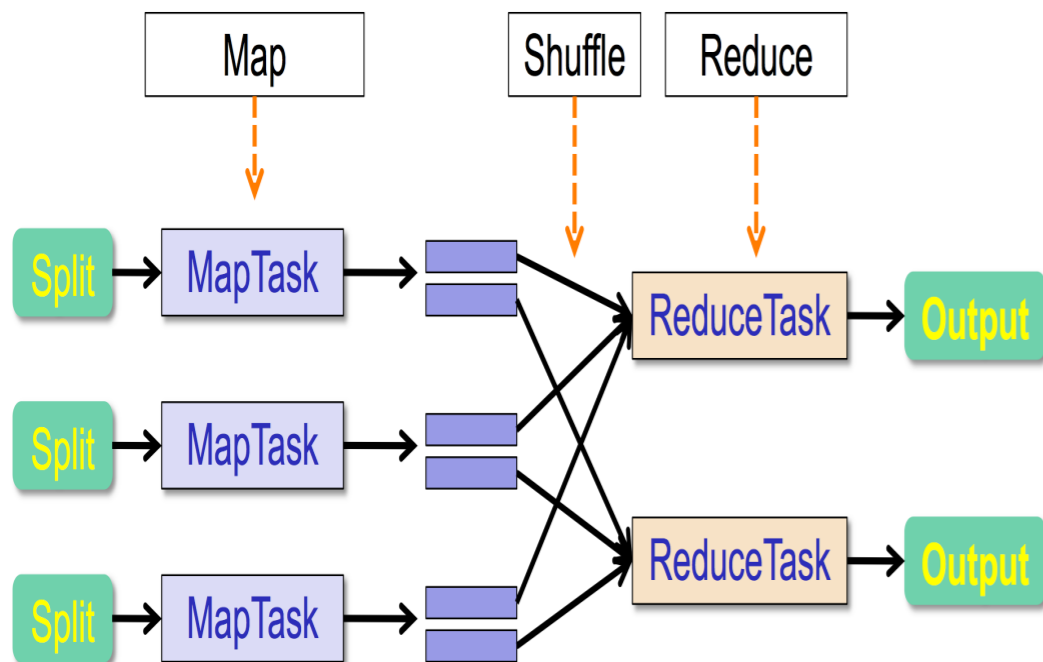 Map
Shuffle
Reduce
Split
MapTask
ReduceTask
Output
Split
MapTask
Split
MapTask
ReduceTask
Output